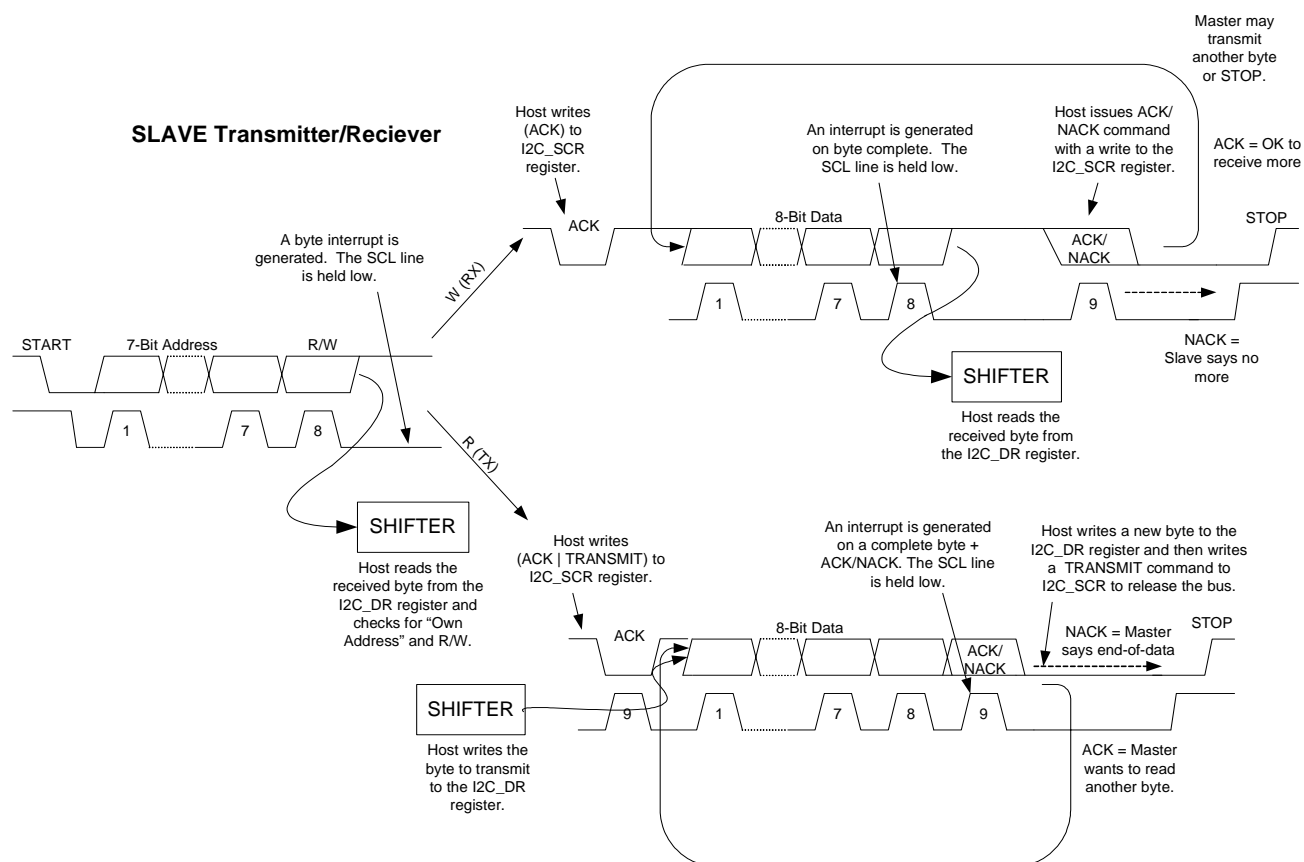 Master may
transmit
another byte
or STOP.
SLAVE Transmitter/Reciever
Host writes
(ACK) to
I2C_SCR
register.
An interrupt is generated
on byte complete. The
SCL line is held low.
Host issues ACK/
NACK command
with a write to the
I2C_SCR register.
ACK = OK to
receive more
A byte interrupt is
generated. The SCL line
is held low.
W (RX)
ACK
8-Bit Data
ACK/
NACK
STOP
1
7
8
9
NACK =
Slave says no
more
SHIFTER
Host reads the
received byte from
the I2C_DR register.
START
7-Bit Address
R/W
1
7
8
R (TX)
SHIFTER
Host reads the
received byte from the
I2C_DR register and
checks for “Own
Address” and R/W.
Host writes
(ACK | TRANSMIT) to
I2C_SCR register.
An interrupt is generated
on a complete byte +
ACK/NACK. The SCL line
is held low.
Host writes a new byte to the
I2C_DR register and then writes
a TRANSMIT command to
I2C_SCR to release the bus.
ACK
8-Bit Data
ACK/
NACK
NACK = Master
says end-of-data
STOP
SHIFTER
9
1
7
8
9
Host writes the
byte to transmit
to the I2C_DR
register.
ACK = Master
wants to read
another byte.